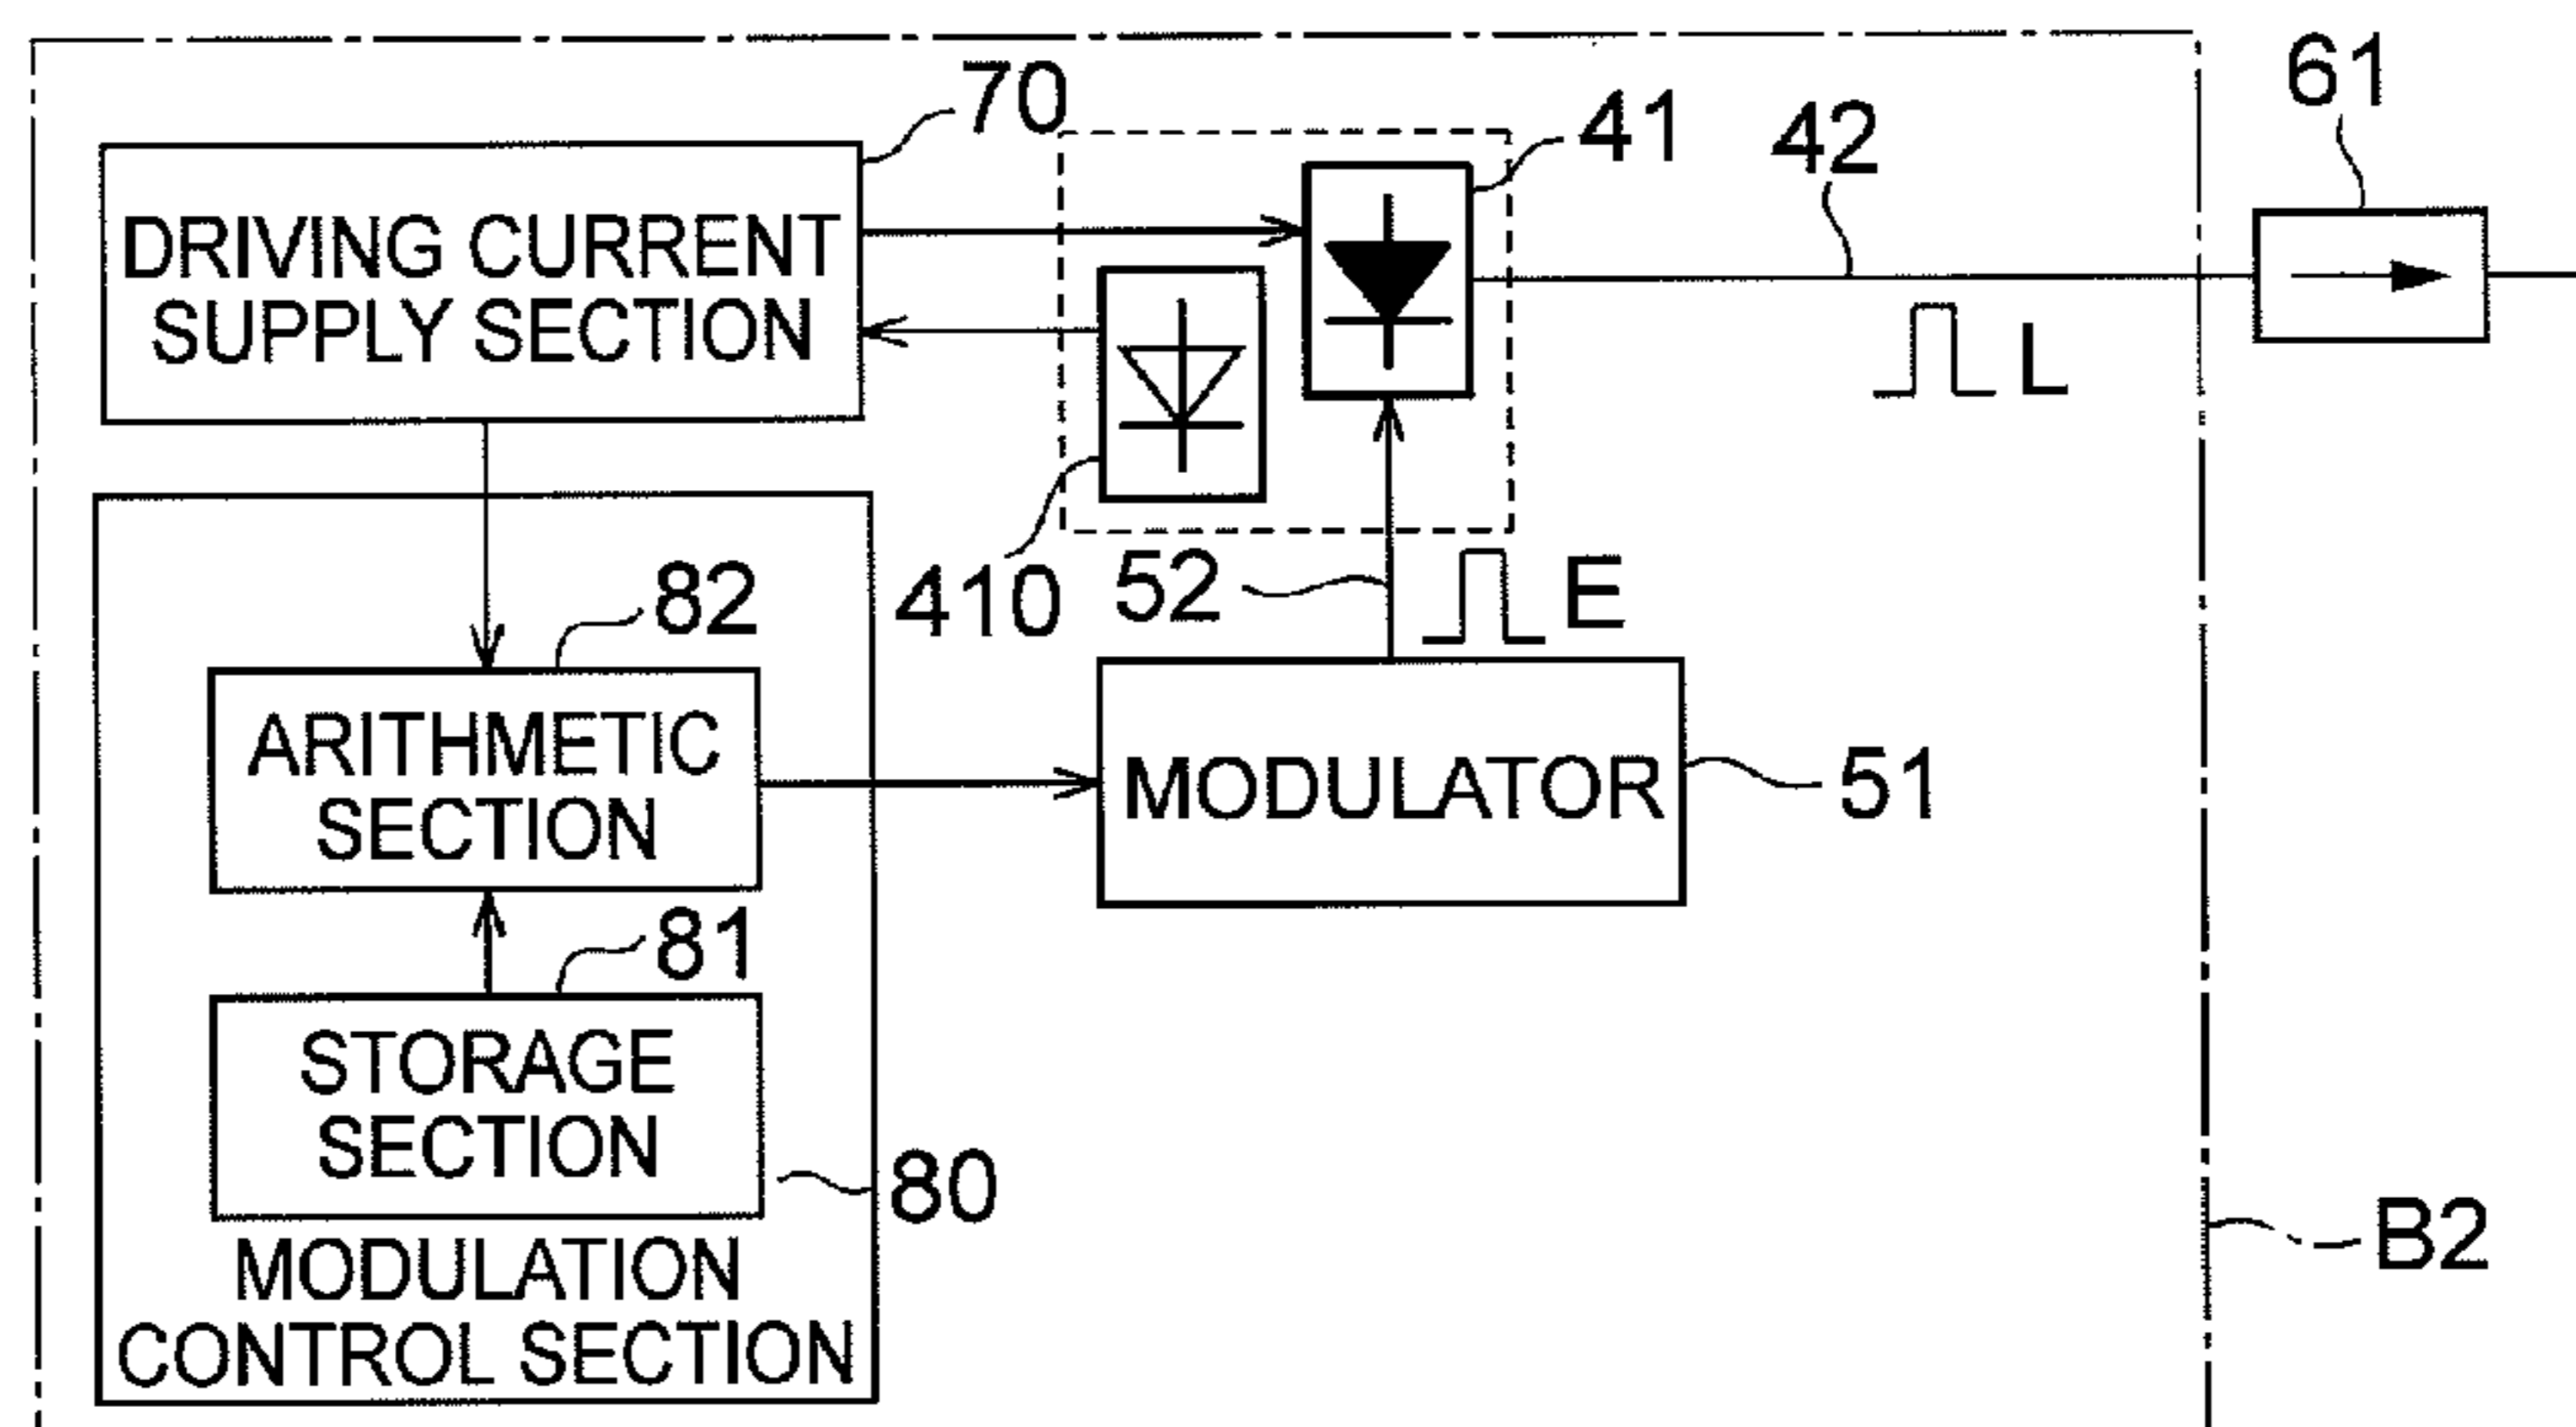 61
70
41
42
DRIVING CURRENT
SUPPLY SECTION
L
410
52
E
82
ARITHMETIC
SECTION
MODULATOR
51
81
STORAGE
SECTION
80
B2
MODULATION
CONTROL SECTION